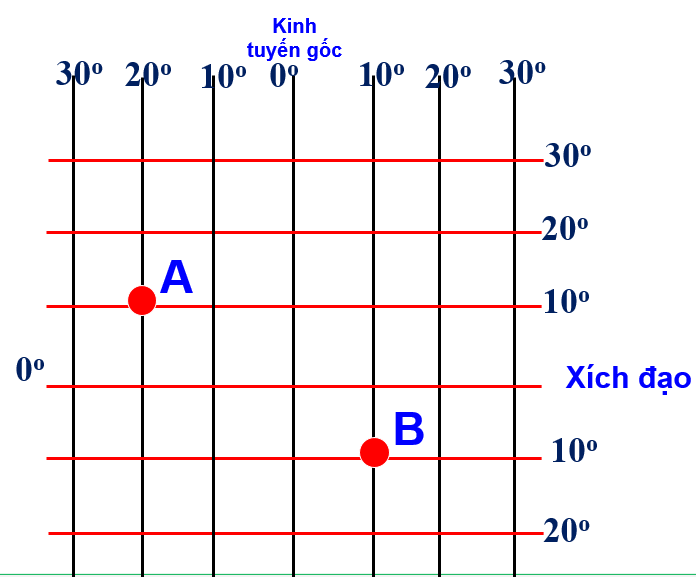 Kinh
tuyến gốc
30º 20º 10º 0º 10º 20º 30º
30º
20º
A
10º
0º
Xích đạo
B
10º
20º